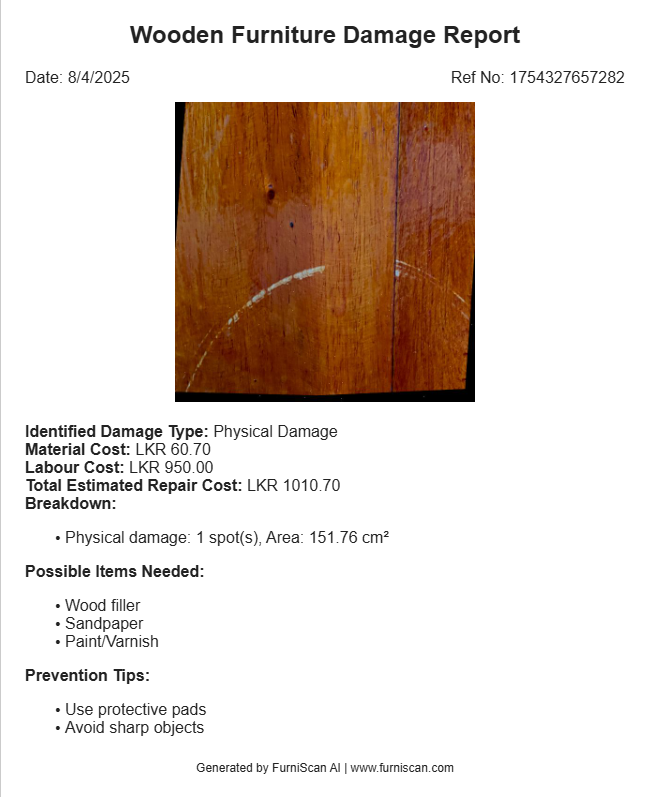 Wooden Furniture Damage Report
Date: 8/4/2025 Ref No: 1754327657282
Identified Damage Type: Physical Damage
Material Cost: LKR 60.70
Labour Cost: LKR 950.00
Total Estimated Repair Cost: LKR 1010.70
Breakdown:
• Physical damage: 1 spot(s), Area: 151.76 cm²
Possible Items Needed:
• Wood filler
• Sandpaper
• Paint/Varnish
Prevention Tips:
• Use protective pads
• Avoid sharp objects
Generated by FurniScan AI | www.furniscan.com